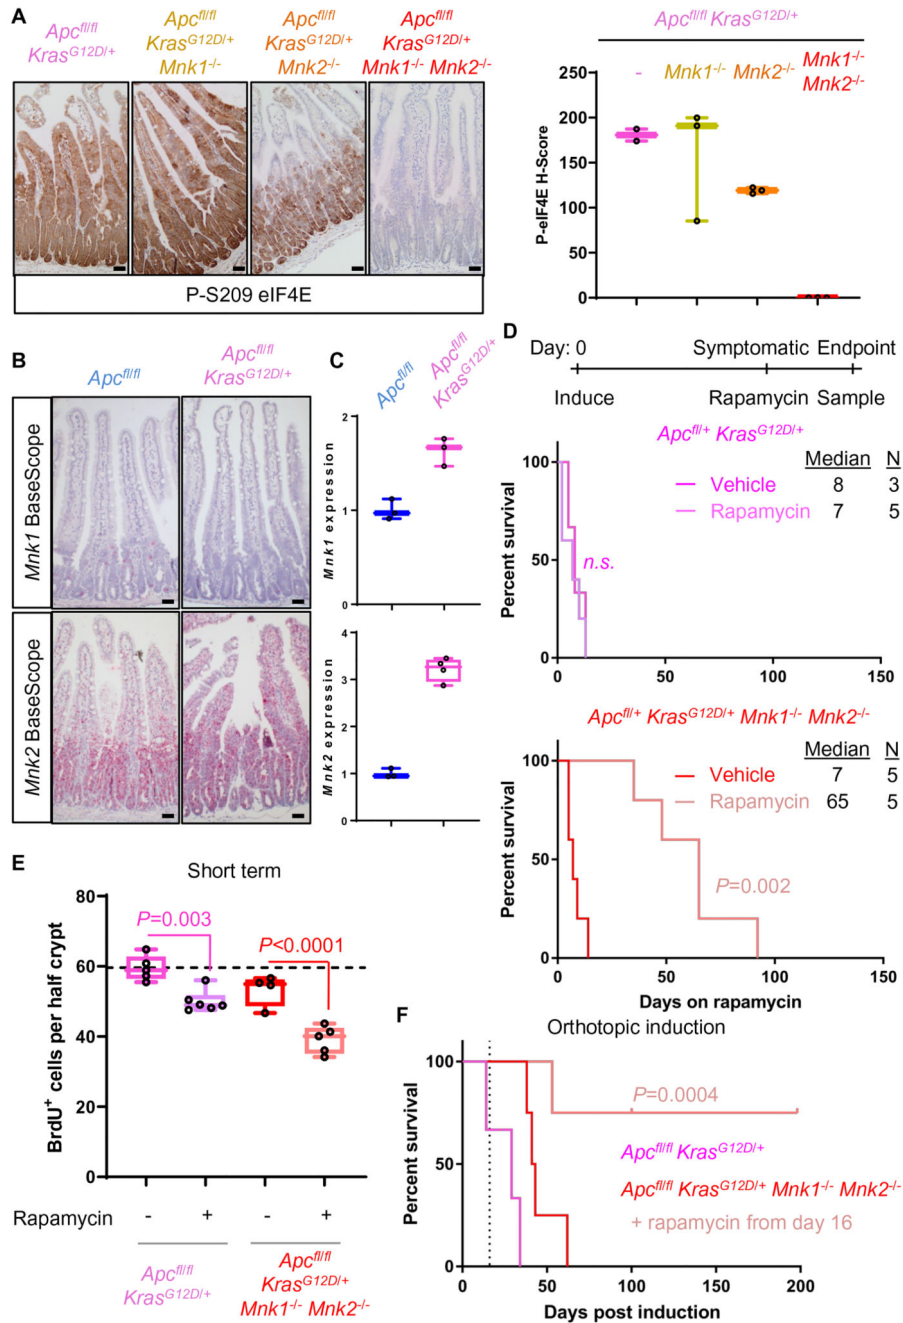 A
Apc^fl/fl
Kras^G12D/+
Apc^fl/fl
Kras^G12D/+
Mnk1^-/-
Apc^fl/fl
Kras^G12D/+
Mnk2^-/-
Apc^fl/fl
Kras^G12D/+
Mnk1^-/- Mnk2^-/-
P-S209 eIF4E
Apc^fl/fl Kras^G12D/+
- Mnk1^-/- Mnk2^-/- Mnk1^-/-
Mnk2^-/-
P-eIF4E H-Score
250
200
150
100
50
0
B
Apc^fl/fl
Apc^fl/fl
Kras^G12D/+
Mnk1 BaseScope
Mnk2 BaseScope
C
Apc^fl/fl
Apc^fl/fl
Kras^G12D/+
Mnk1 expression
2
1
0
Mnk2 expression
4
3
2
1
0
D
Day: 0 Symptomatic Endpoint
Induce Rapamycin Sample
Apc^fl/+ Kras^G12D/+
Median N
Vehicle 8 3
Rapamycin 7 5
n.s.
Percent survival
100
50
0
0 50 100 150
Apc^fl/+ Kras^G12D/+ Mnk1^-/- Mnk2^-/-
Median N
Vehicle 7 5
Rapamycin 65 5
P=0.002
Percent survival
100
50
0
0 50 100 150
Days on rapamycin
E
Short term
P=0.003
P<0.0001
BrdU^+ cells per half crypt
80
60
40
20
0
Rapamycin - + - +
Apc^fl/fl
Kras^G12D/+
Apc^fl/fl
Kras^G12D/+
Mnk1^-/- Mnk2^-/-
F
Orthotopic induction
P=0.0004
Apc^fl/fl Kras^G12D/+
Apc^fl/fl Kras^G12D/+ Mnk1^-/- Mnk2^-/-
+ rapamycin from day 16
Percent survival
100
50
0
0 50 100 150 200
Days post induction